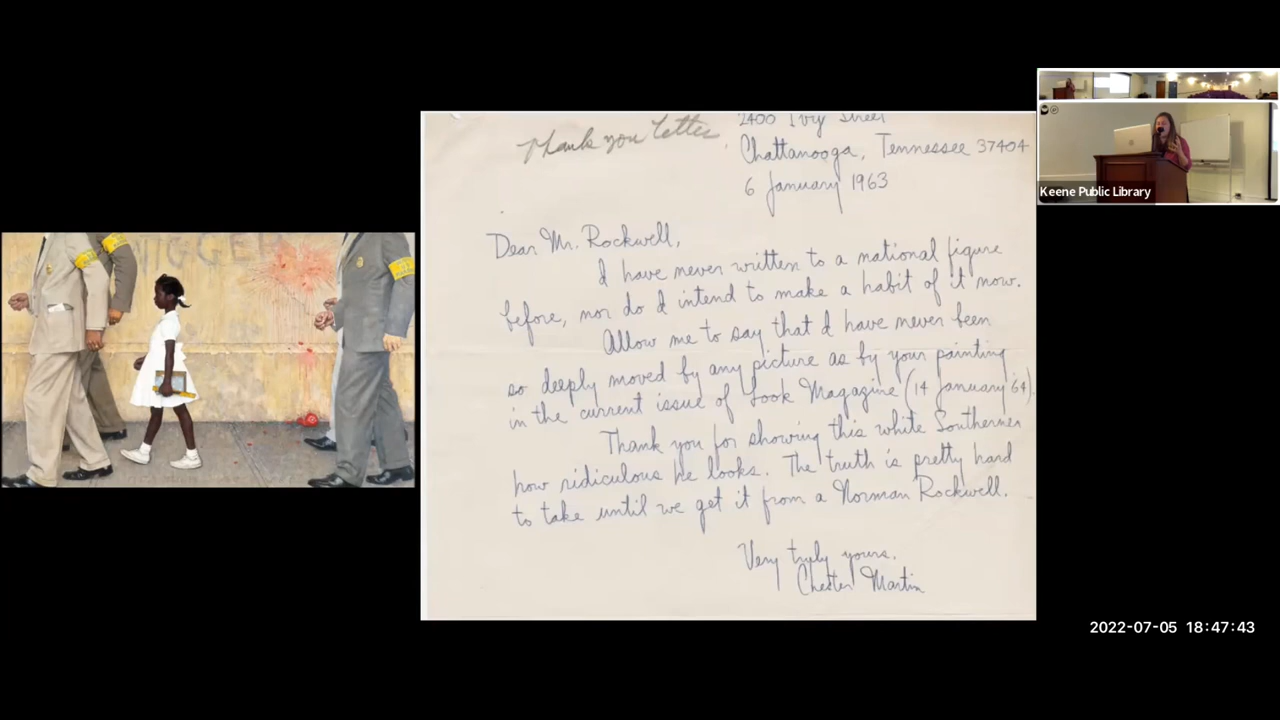 Thank you letter
2400 Ivy Street
Chattanooga, Tennessee 37404
6 January 1963
Dear Mr. Rockwell,
I have never written to a national figure
before, nor do I intend to make a habit of it now.
Allow me to say that I have never been
so deeply moved by any picture as by your painting
in the current issue of Look Magazine (14 January '64).
Thank you for showing this white Southerner
how ridiculous he looks. The truth is pretty hard
to take until we get it from a Norman Rockwell.
Very truly yours,
Chester Martin
NIGGER
Keene Public Library
2022-07-05 18:47:43